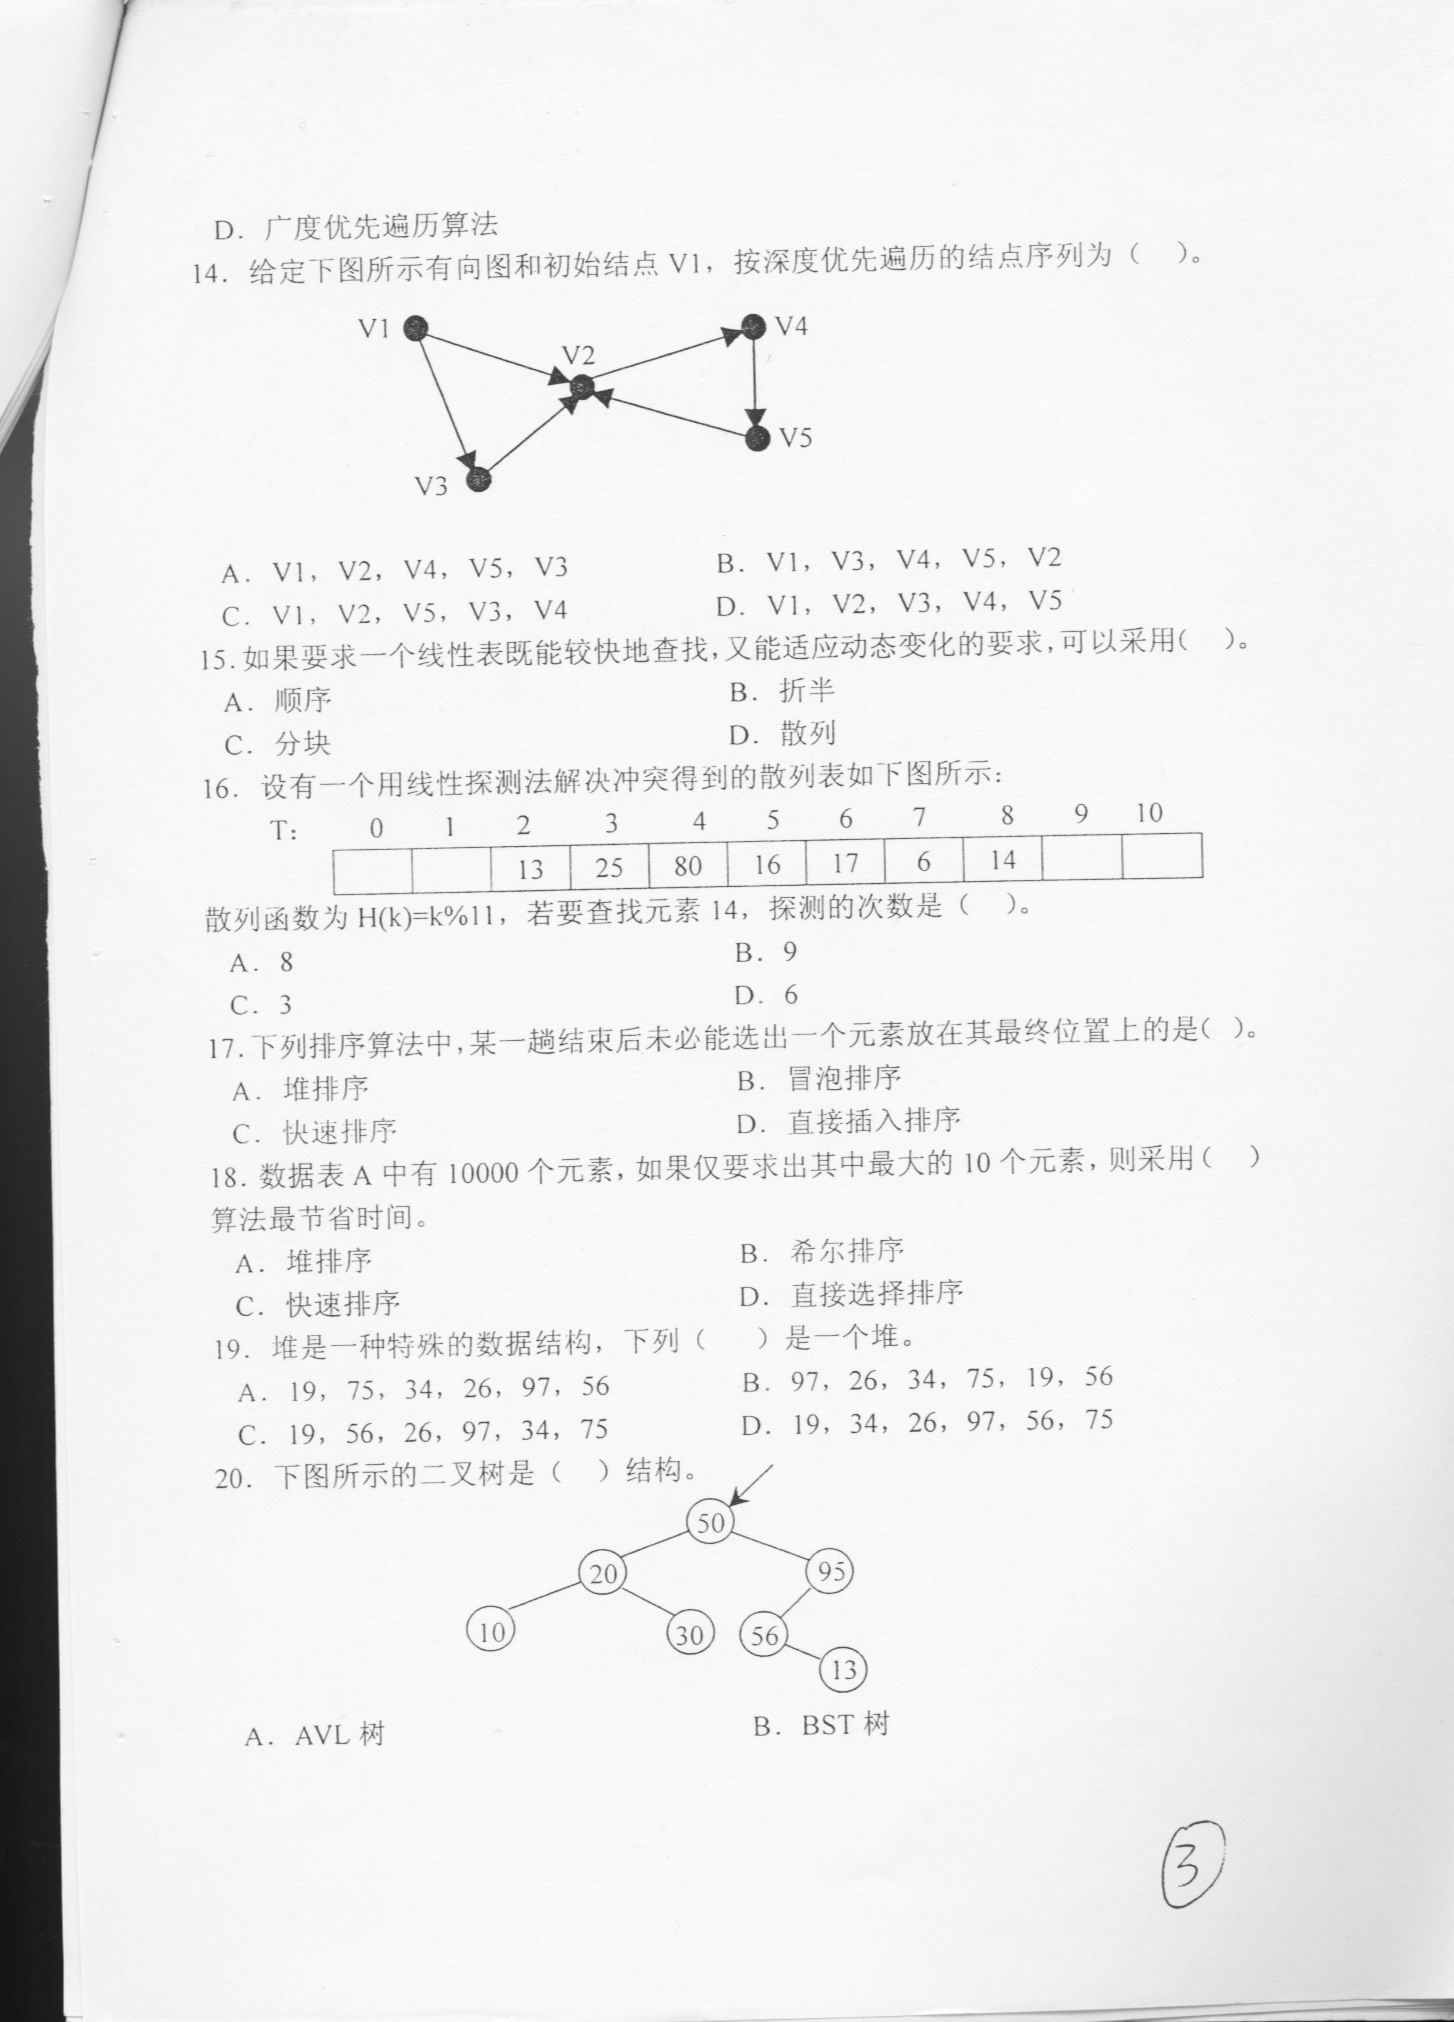 D．广度优先遍历算法
14．给定下图所示有向图和初始结点 V1，按深度优先遍历的结点序列为（ ）。
V1
V4
V2
V5
V3
A．V1，V2，V4，V5，V3 B．V1，V3，V4，V5，V2
C．V1，V2，V5，V3，V4 D．V1，V2，V3，V4，V5
15．如果要求一个线性表既能较快地查找，又能适应动态变化的要求，可以采用（ ）。
A．顺序 B．折半
C．分块 D．散列
16．设有一个用线性探测法解决冲突得到的散列表如下图所示：
T： 0 1 2 3 4 5 6 7 8 9 10
13 25 80 16 17 6 14
散列函数为 H(k)=k%11，若要查找元素 14，探测的次数是（ ）。
A．8 B．9
C．3 D．6
17．下列排序算法中，某一趟结束后未必能选出一个元素放在其最终位置上的是（ ）。
A．堆排序 B．冒泡排序
C．快速排序 D．直接插入排序
18．数据表 A 中有 10000 个元素，如果仅要求出其中最大的 10 个元素，则采用（ ）
算法最节省时间。
A．堆排序 B．希尔排序
C．快速排序 D．直接选择排序
19．堆是一种特殊的数据结构，下列（ ）是一个堆。
A．19，75，34，26，97，56 B．97，26，34，75，19，56
C．19，56，26，97，34，75 D．19，34，26，97，56，75
20．下图所示的二叉树是（ ）结构。
50
20 95
10 30 56
13
A．AVL 树 B．BST 树
3